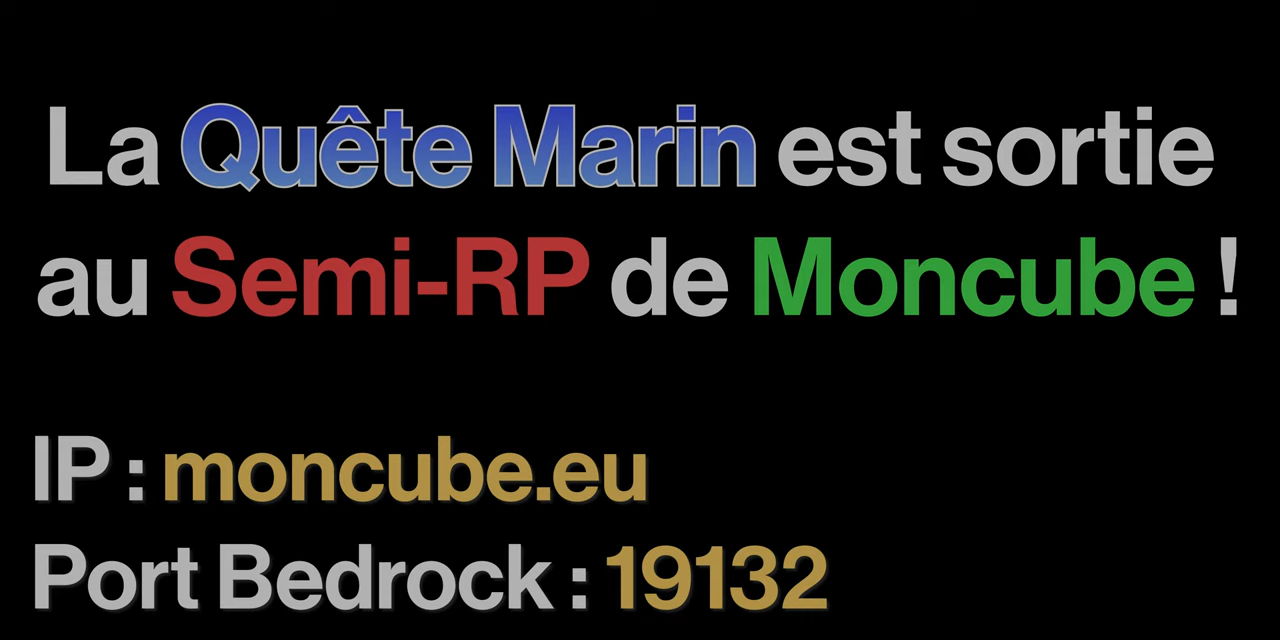 La Quête Marin est sortie
au Semi-RP de Moncube !
IP : moncube.eu
Port Bedrock : 19132